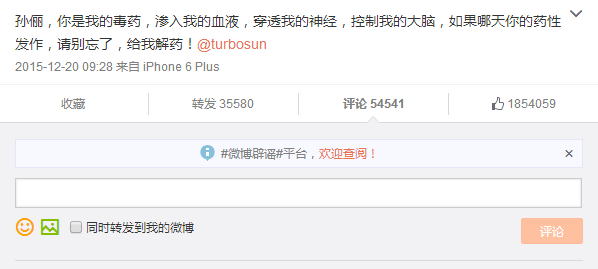 孙俪，你是我的毒药，渗入我的血液，穿透我的神经，控制我的大脑，如果哪天你的药性
发作，请别忘了，给我解药！@turbosun
2015-12-20 09:28 来自 iPhone 6 Plus
收藏 转发 35580 评论 54541 1854059
#微博辟谣#平台，欢迎查阅！ ×
同时转发到我的微博 评论